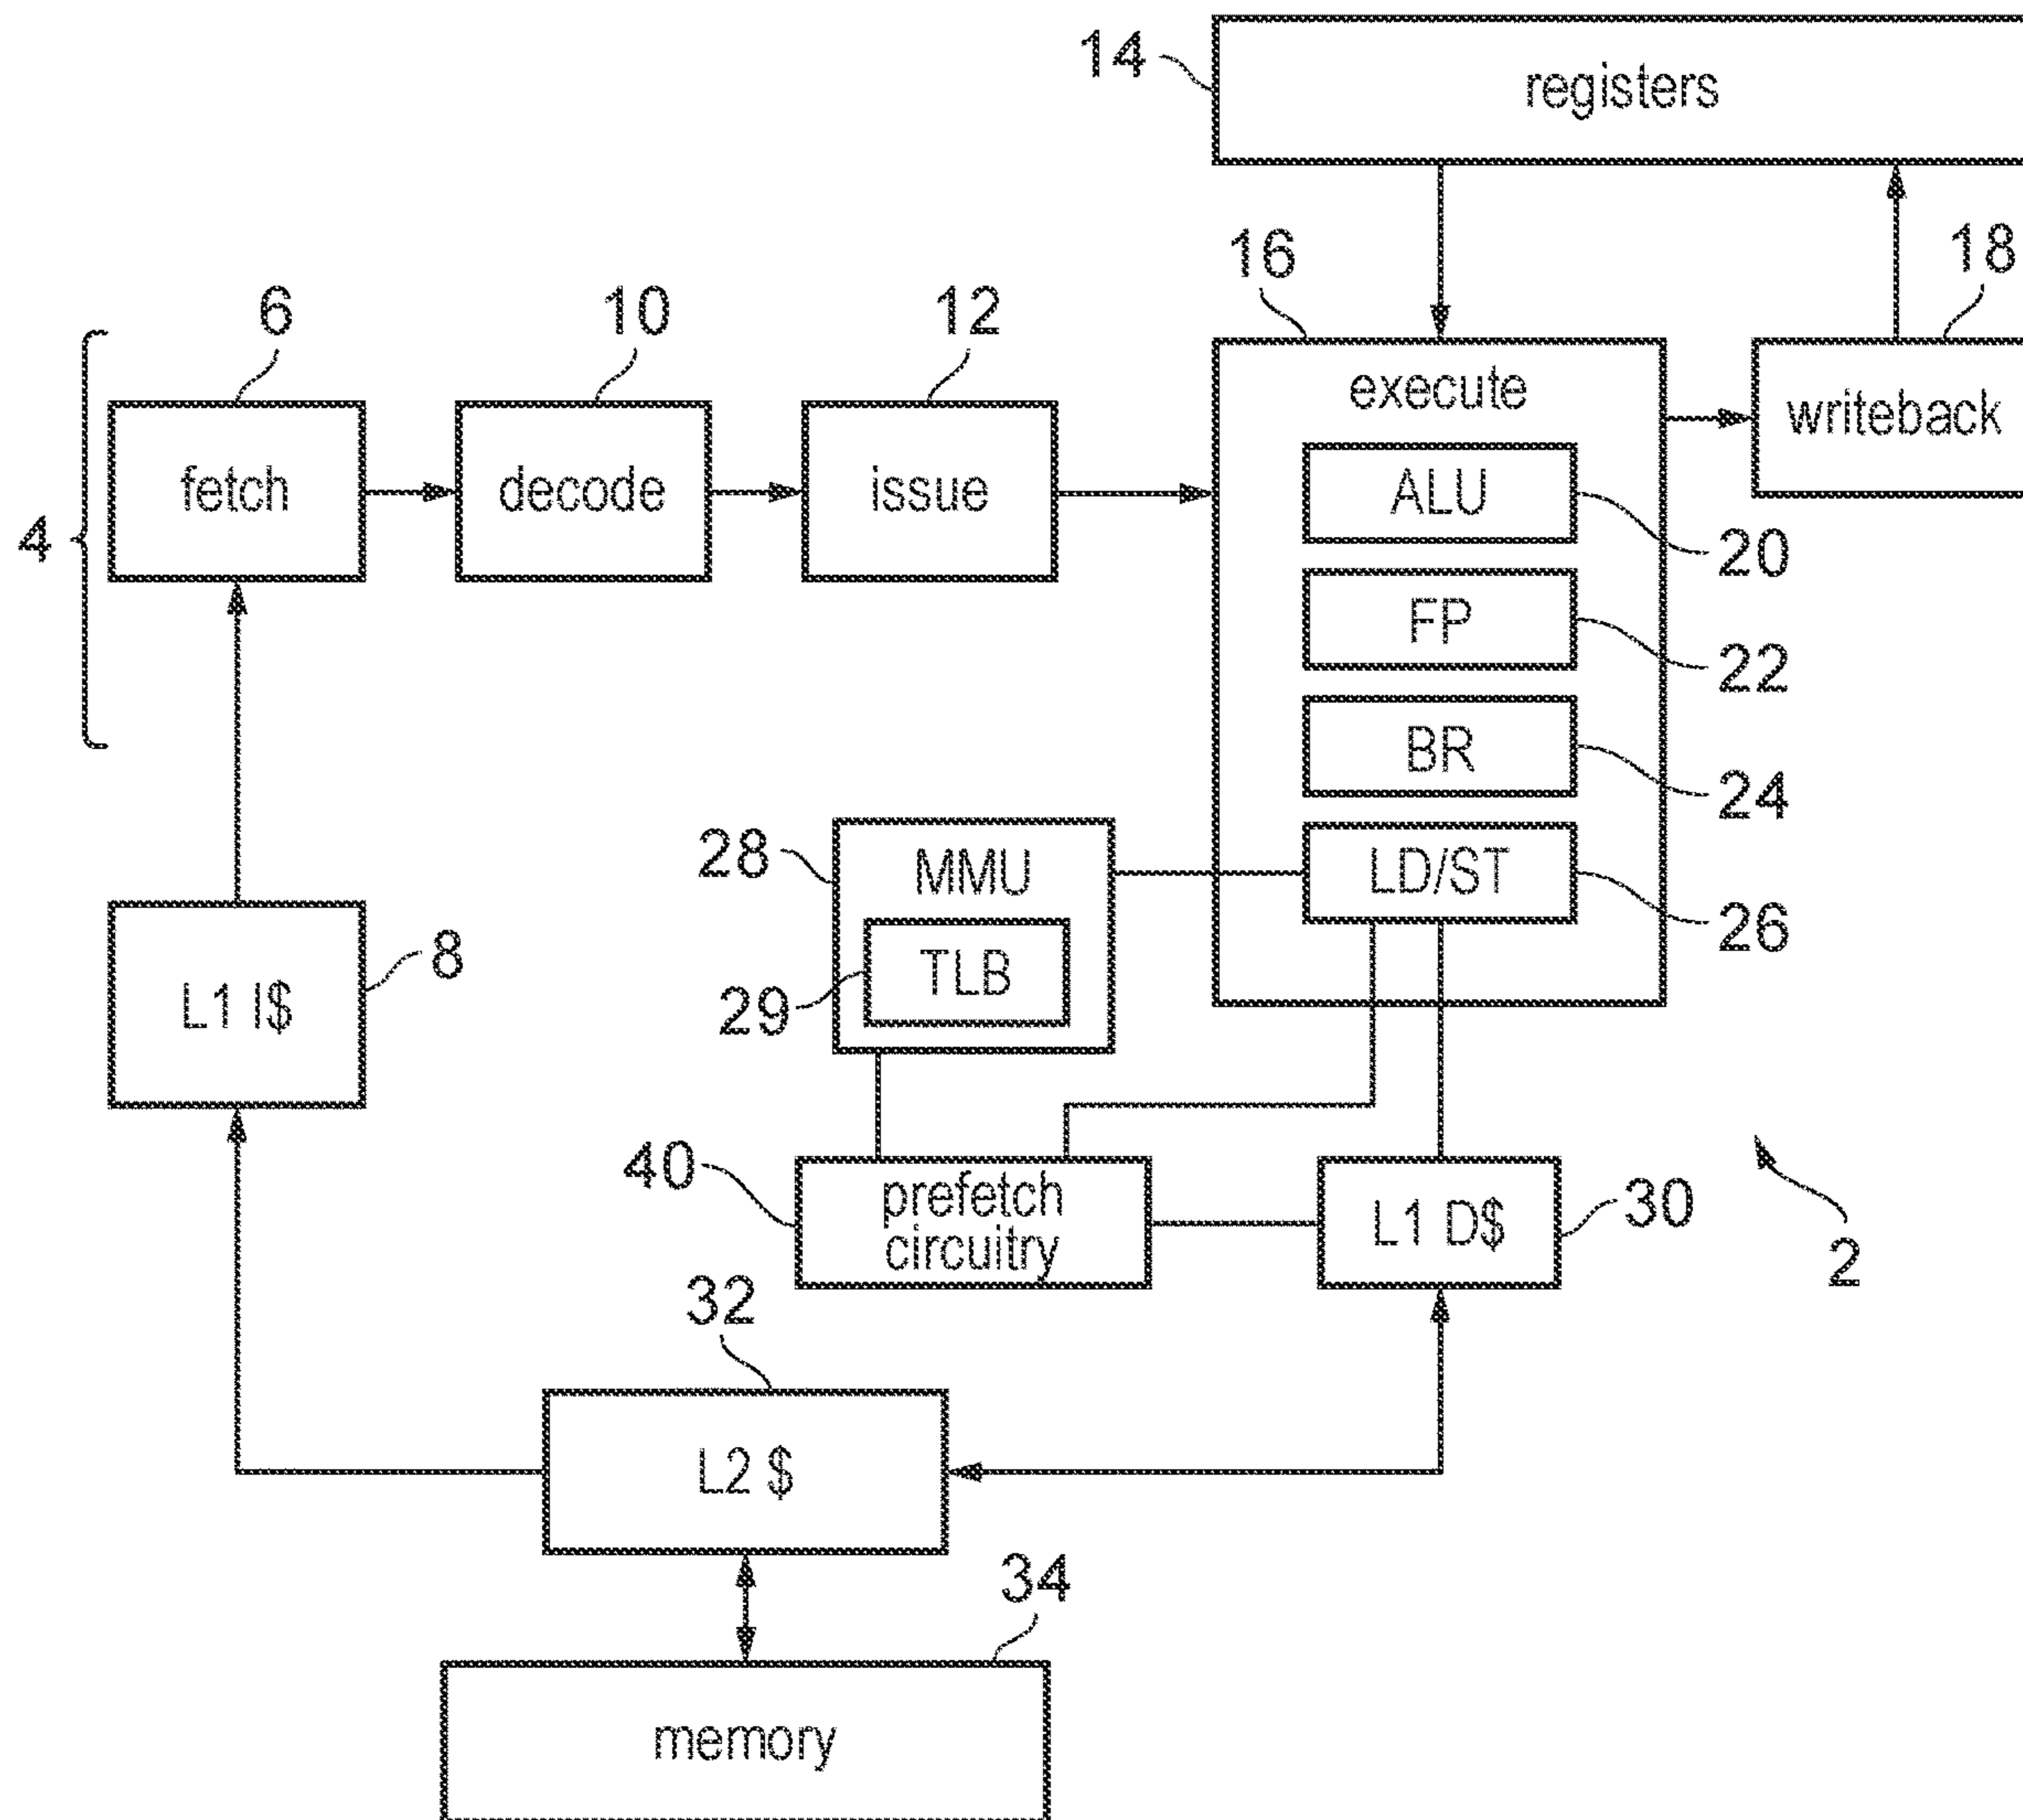 14
registers
16
18
6
10
12
4
fetch
decode
issue
execute
writeback
ALU
20
FP
22
BR
24
28
MMU
LD/ST
26
29
TLB
8
L1 I$
40
prefetch
circuitry
L1 D$
30
2
32
L2 $
34
memory